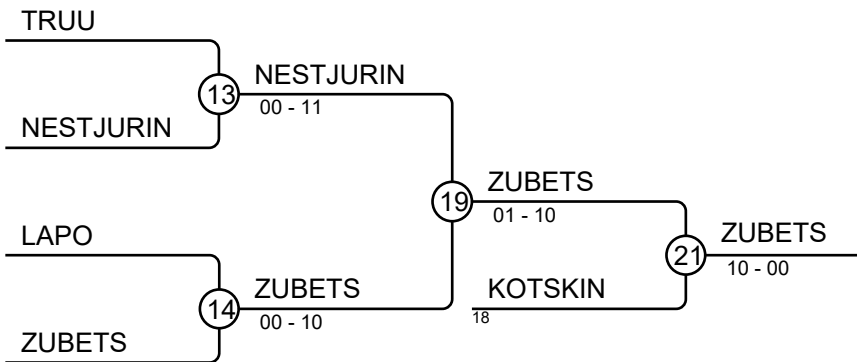 TRUU
13
NESTJURIN
00 - 11
NESTJURIN
19
ZUBETS
01 - 10
LAPO
21
ZUBETS
10 - 00
14
ZUBETS
00 - 10
KOTSKIN
18
ZUBETS